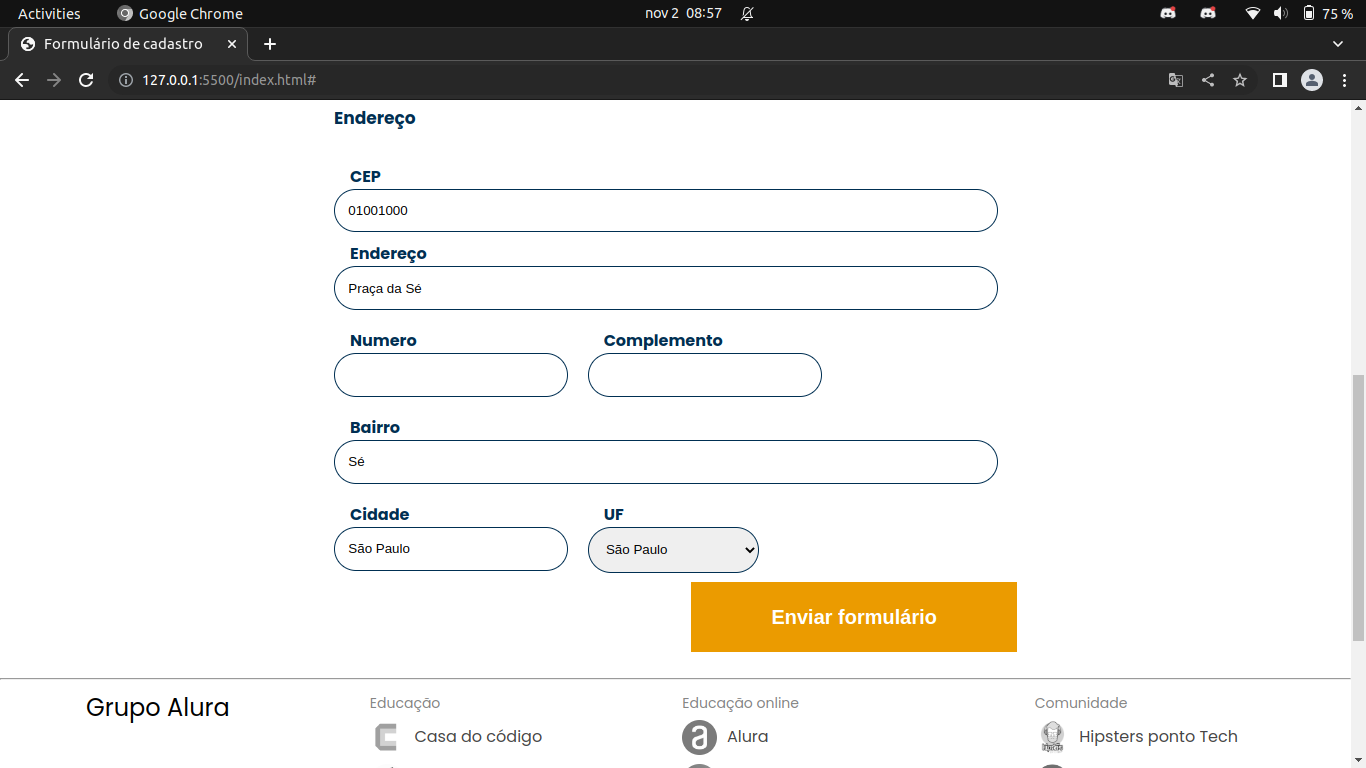 Activities Google Chrome nov 2 08:57 75 %
Formulário de cadastro
127.0.0.1:5500/index.html#
Endereço
CEP
01001000
Endereço
Praça da Sé
Numero Complemento
Bairro
Sé
Cidade UF
São Paulo São Paulo
Enviar formulário
Grupo Alura Educação Educação online Comunidade
Casa do código Alura Hipsters ponto Tech